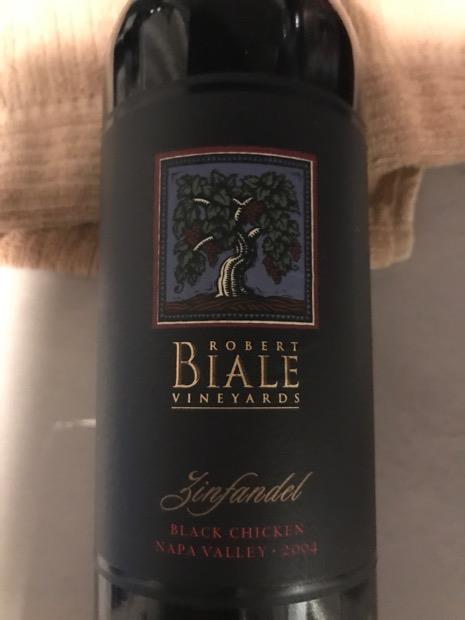 ROBERT
BIALE
VINEYARDS
Zinfandel
BLACK CHICKEN
NAPA VALLEY • 2004